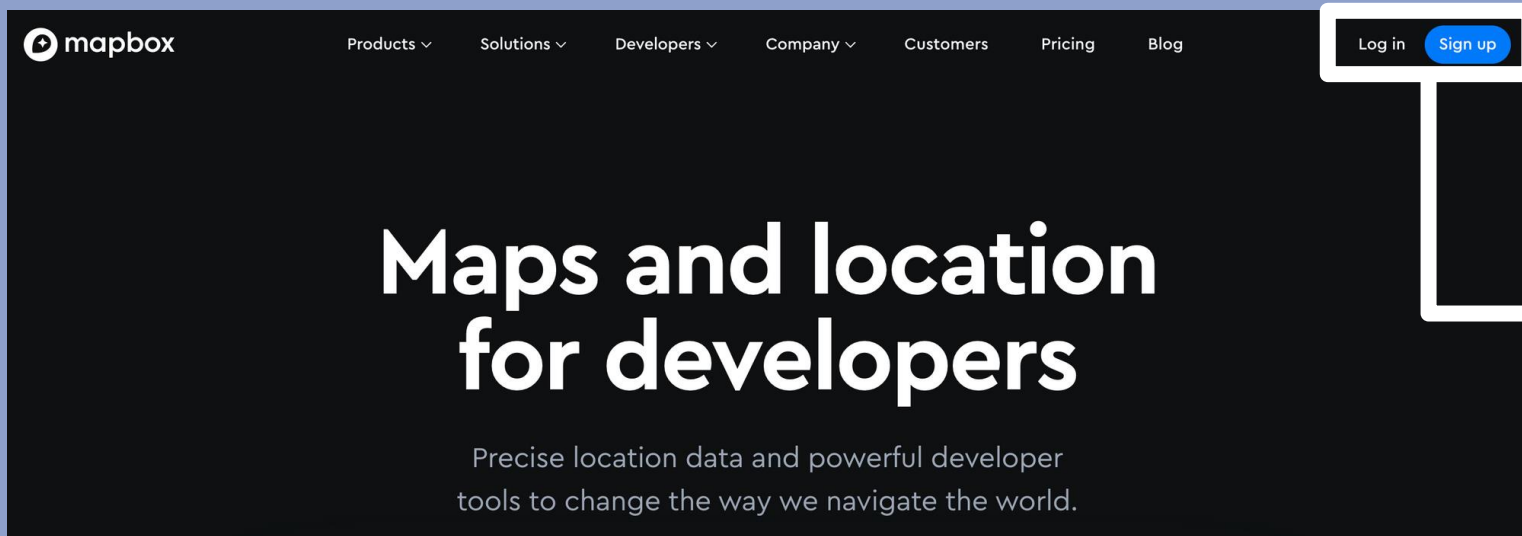 mapbox
Products Solutions Developers Company Customers Pricing Blog
Log in Sign up
Maps and location
for developers
Precise location data and powerful developer
tools to change the way we navigate the world.